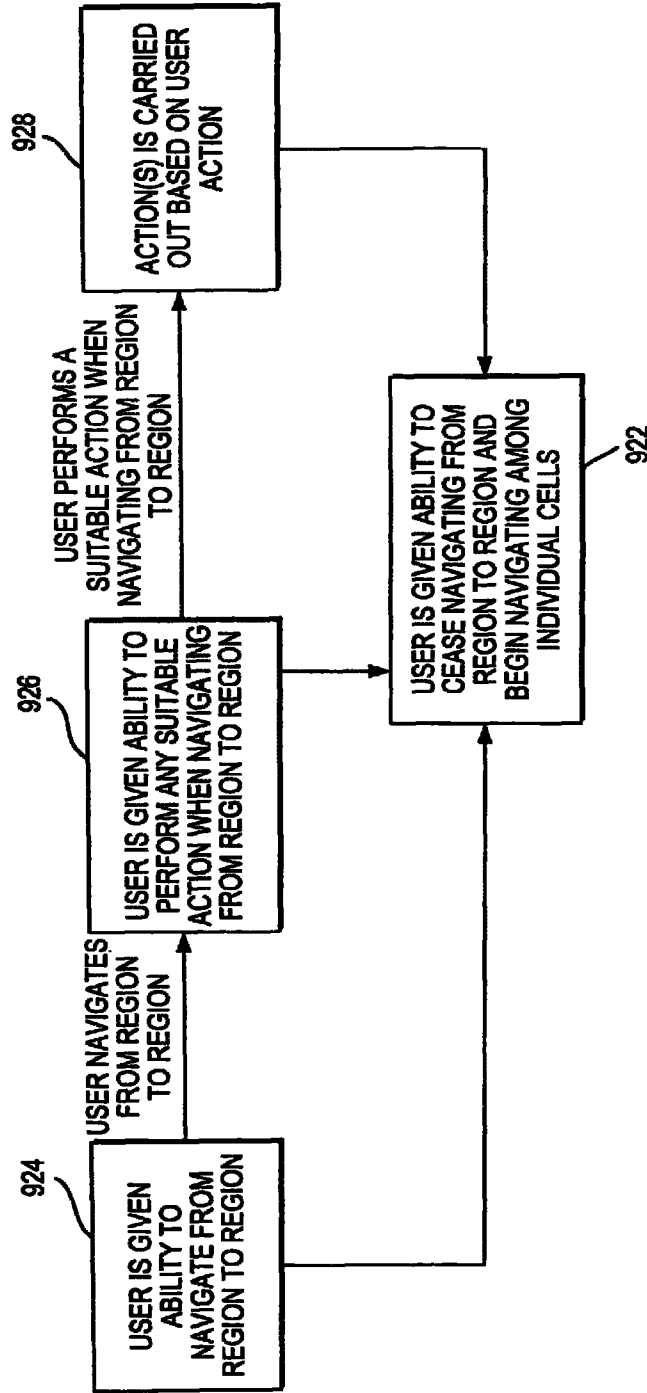 924
USER IS GIVEN
ABILITY TO
NAVIGATE FROM
REGION TO REGION
USER NAVIGATES
FROM REGION
TO REGION
926
USER IS GIVEN ABILITY TO
PERFORM ANY SUITABLE
ACTION WHEN NAVIGATING
FROM REGION TO REGION
USER PERFORMS A
SUITABLE ACTION WHEN
NAVIGATING FROM REGION
TO REGION
928
ACTION(S) IS CARRIED
OUT BASED ON USER
ACTION
USER IS GIVEN ABILITY TO
CEASE NAVIGATING FROM
REGION TO REGION AND
BEGIN NAVIGATING AMONG
INDIVIDUAL CELLS
922